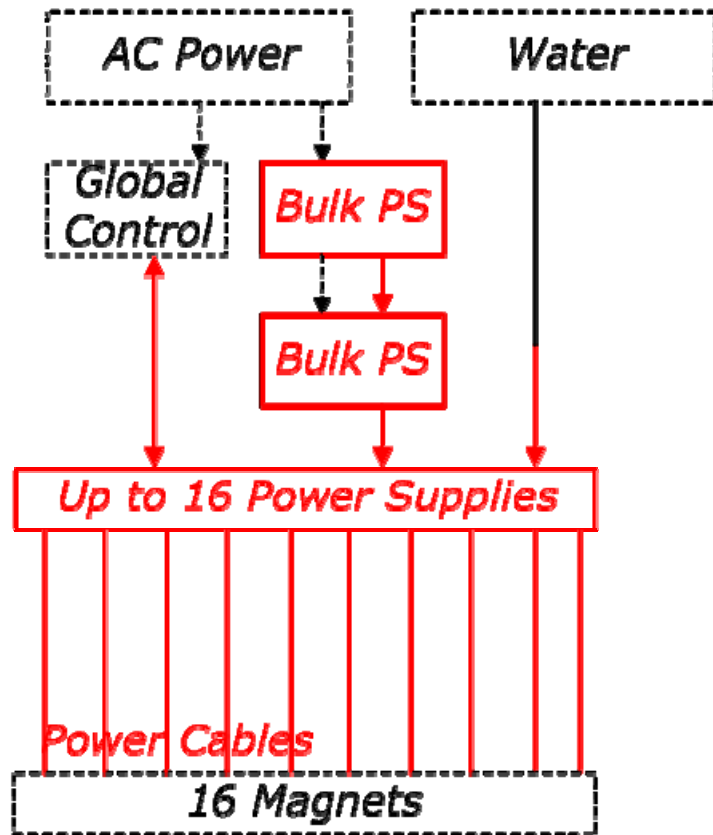 AC Power
Water
Global
Control
Bulk PS
Bulk PS
Up to 16 Power Supplies
Power Cables
16 Magnets